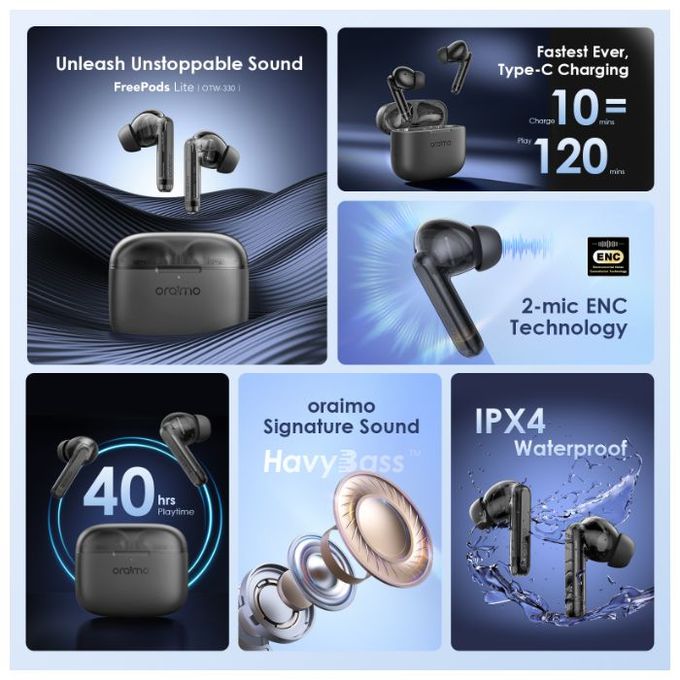 Unleash Unstoppable Sound
FreePods Lite | OTW-330 |
oraimo
Fastest Ever,
Type-C Charging
Charge 10 mins =
Play 120 mins
oraimo
ENC
2-mic ENC
Technology
40 hrs
Playtime
oraimo
oraimo
Signature Sound
HavyBass™
IPX4
Waterproof